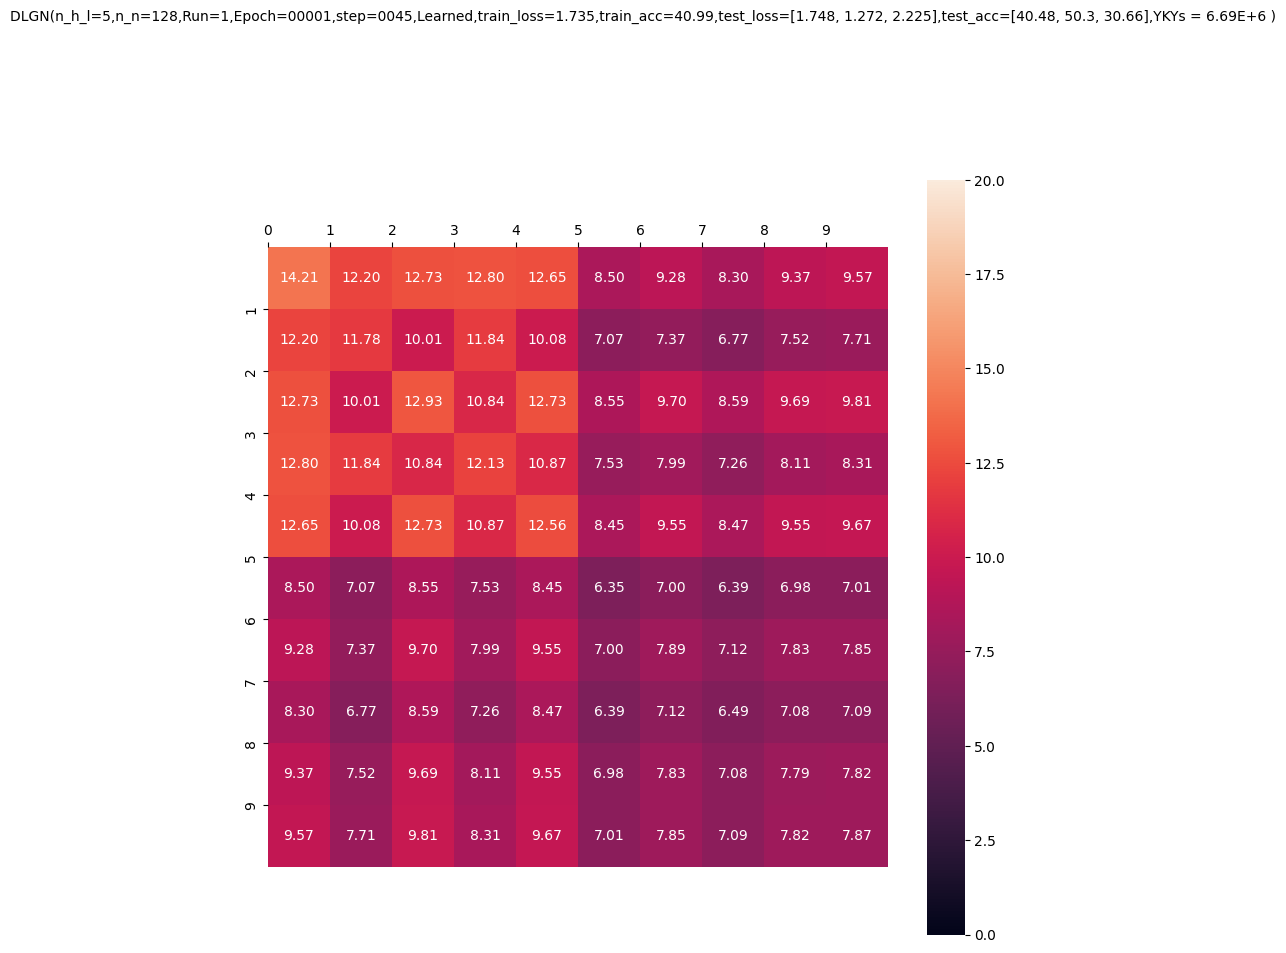 DLGN(n_h_l=5,n_n=128,Run=1,Epoch=00001,step=0045,Learned,train_loss=1.735,train_acc=40.99,test_loss=[1.748, 1.272, 2.225],test_acc=[40.48, 50.3, 30.66],YKYs = 6.69E+6 )
0 1 2 3 4 5 6 7 8 9
14.21 12.20 12.73 12.80 12.65 8.50 9.28 8.30 9.37 9.57
1
12.20 11.78 10.01 11.84 10.08 7.07 7.37 6.77 7.52 7.71
2
12.73 10.01 12.93 10.84 12.73 8.55 9.70 8.59 9.69 9.81
3
12.80 11.84 10.84 12.13 10.87 7.53 7.99 7.26 8.11 8.31
4
12.65 10.08 12.73 10.87 12.56 8.45 9.55 8.47 9.55 9.67
5
8.50 7.07 8.55 7.53 8.45 6.35 7.00 6.39 6.98 7.01
6
9.28 7.37 9.70 7.99 9.55 7.00 7.89 7.12 7.83 7.85
7
8.30 6.77 8.59 7.26 8.47 6.39 7.12 6.49 7.08 7.09
8
9.37 7.52 9.69 8.11 9.55 6.98 7.83 7.08 7.79 7.82
9
9.57 7.71 9.81 8.31 9.67 7.01 7.85 7.09 7.82 7.87
20.0
17.5
15.0
12.5
10.0
7.5
5.0
2.5
0.0